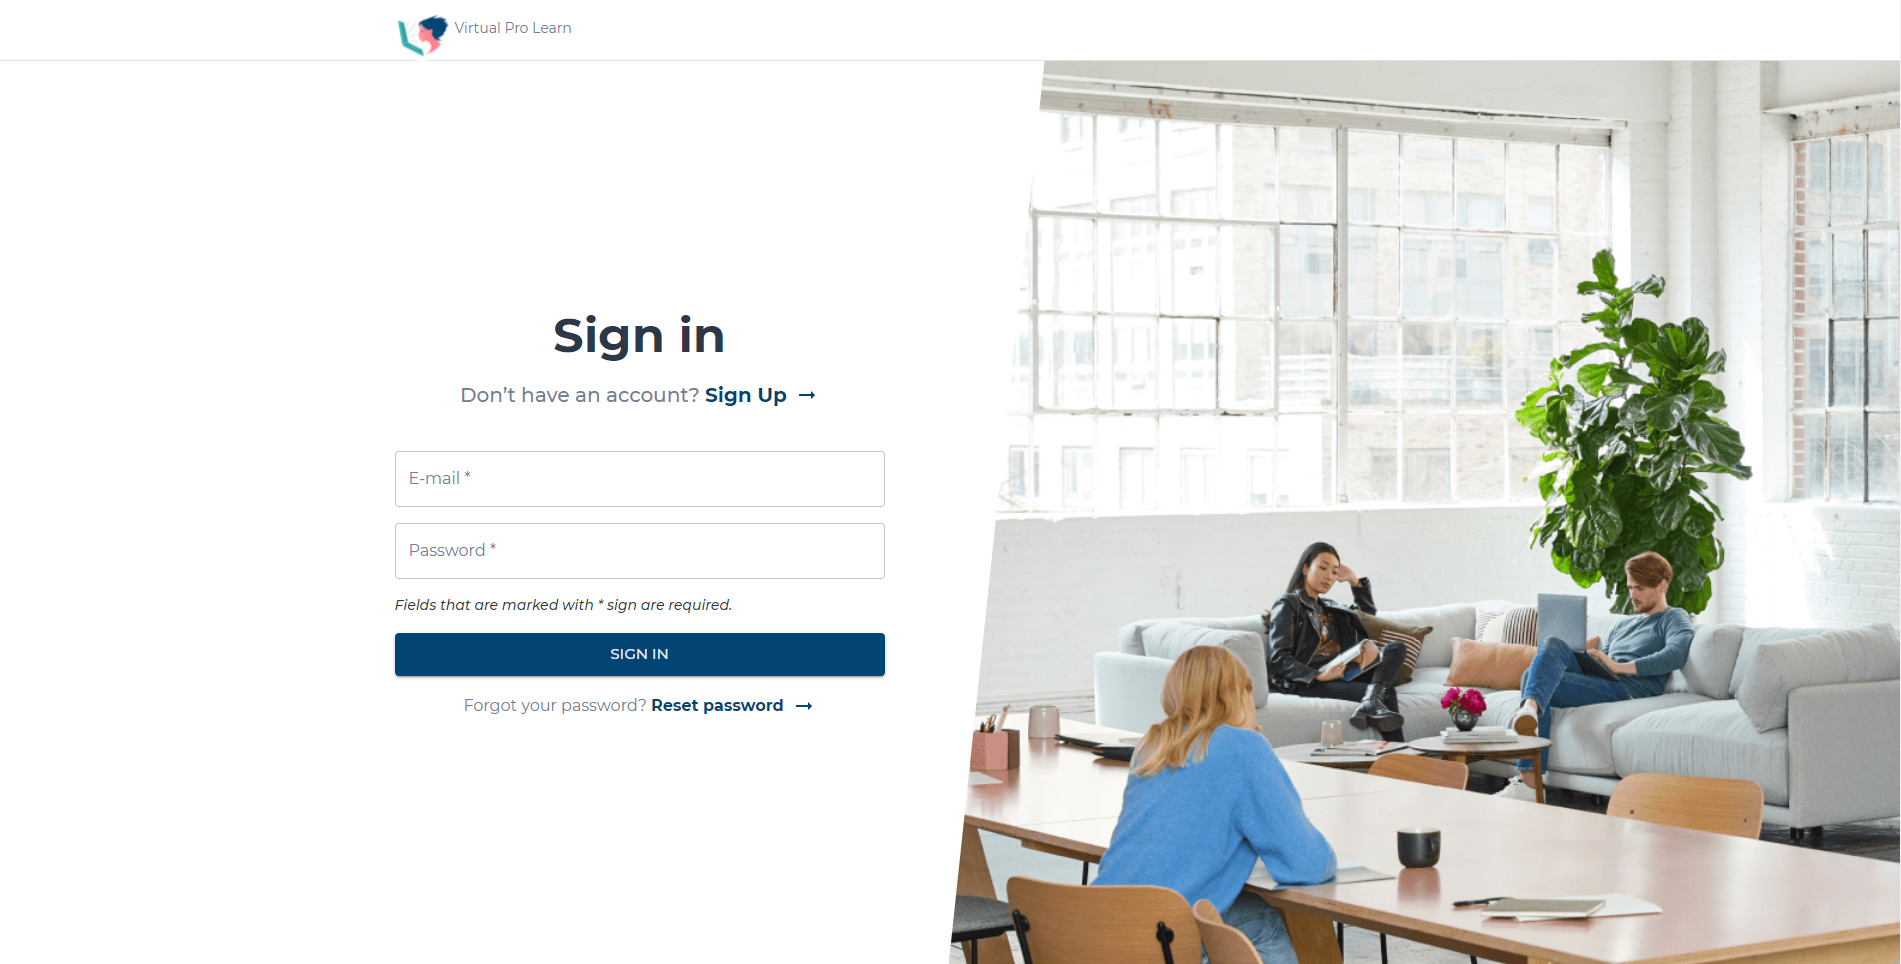 Virtual Pro Learn
Sign in
Don't have an account? Sign Up →
E-mail *
Password *
Fields that are marked with * sign are required.
SIGN IN
Forgot your password? Reset password →